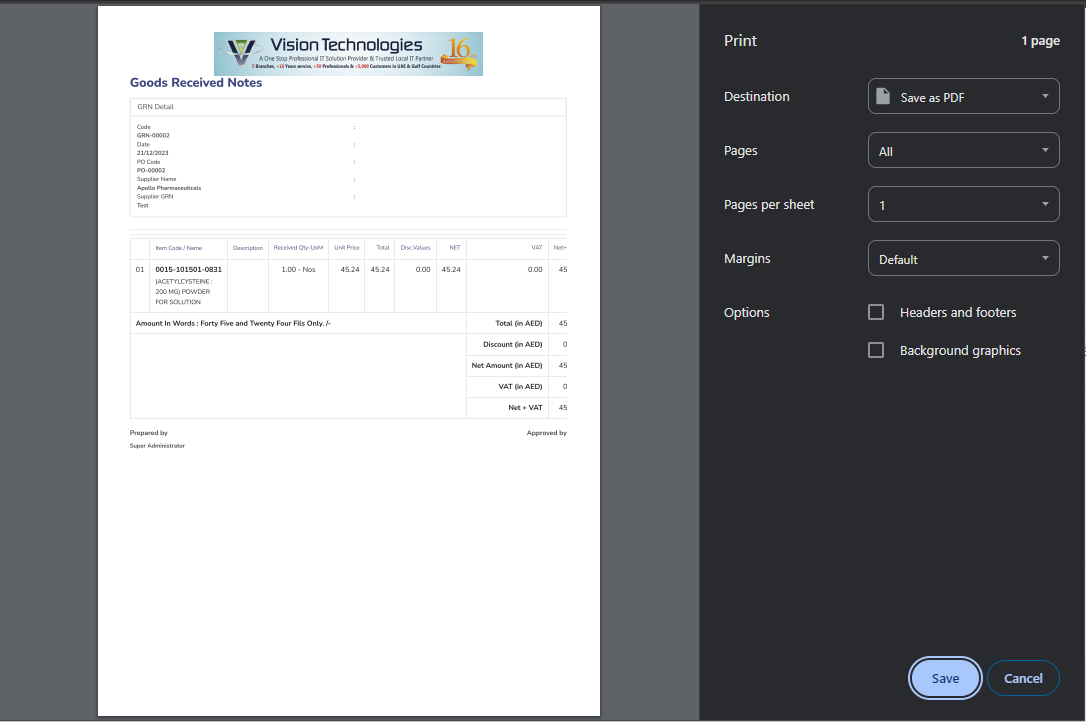 Vision Technologies
A One Stop Professional IT Solution Provider & Trusted Local IT Partner
5 Branches, +16 Years service, +50 Professionals & +5,000 Customers in UAE & Gulf Countries
16
Goods Received Notes
GRN Detail
Code :
GRN-00002
Date :
21/12/2023
PO Code :
PO-00002
Supplier Name :
Apollo Pharmaceuticals
Supplier GRN :
Test
Item Code / Name Description Received Qty-UoM Unit Price Total Disc.Values NET VAT Net+
01 0015-101501-0831 1.00 - Nos 45.24 45.24 0.00 45.24 0.00 45
(ACETYLCYSTEINE :
200 MG) POWDER
FOR SOLUTION
Amount In Words : Forty Five and Twenty Four Fils Only. /- Total (in AED) 45
Discount (in AED) 0
Net Amount (in AED) 45
VAT (in AED) 0
Net + VAT 45
Prepared by Approved by
Super Administrator
Print 1 page
Destination Save as PDF
Pages All
Pages per sheet 1
Margins Default
Options Headers and footers
Background graphics
Save Cancel